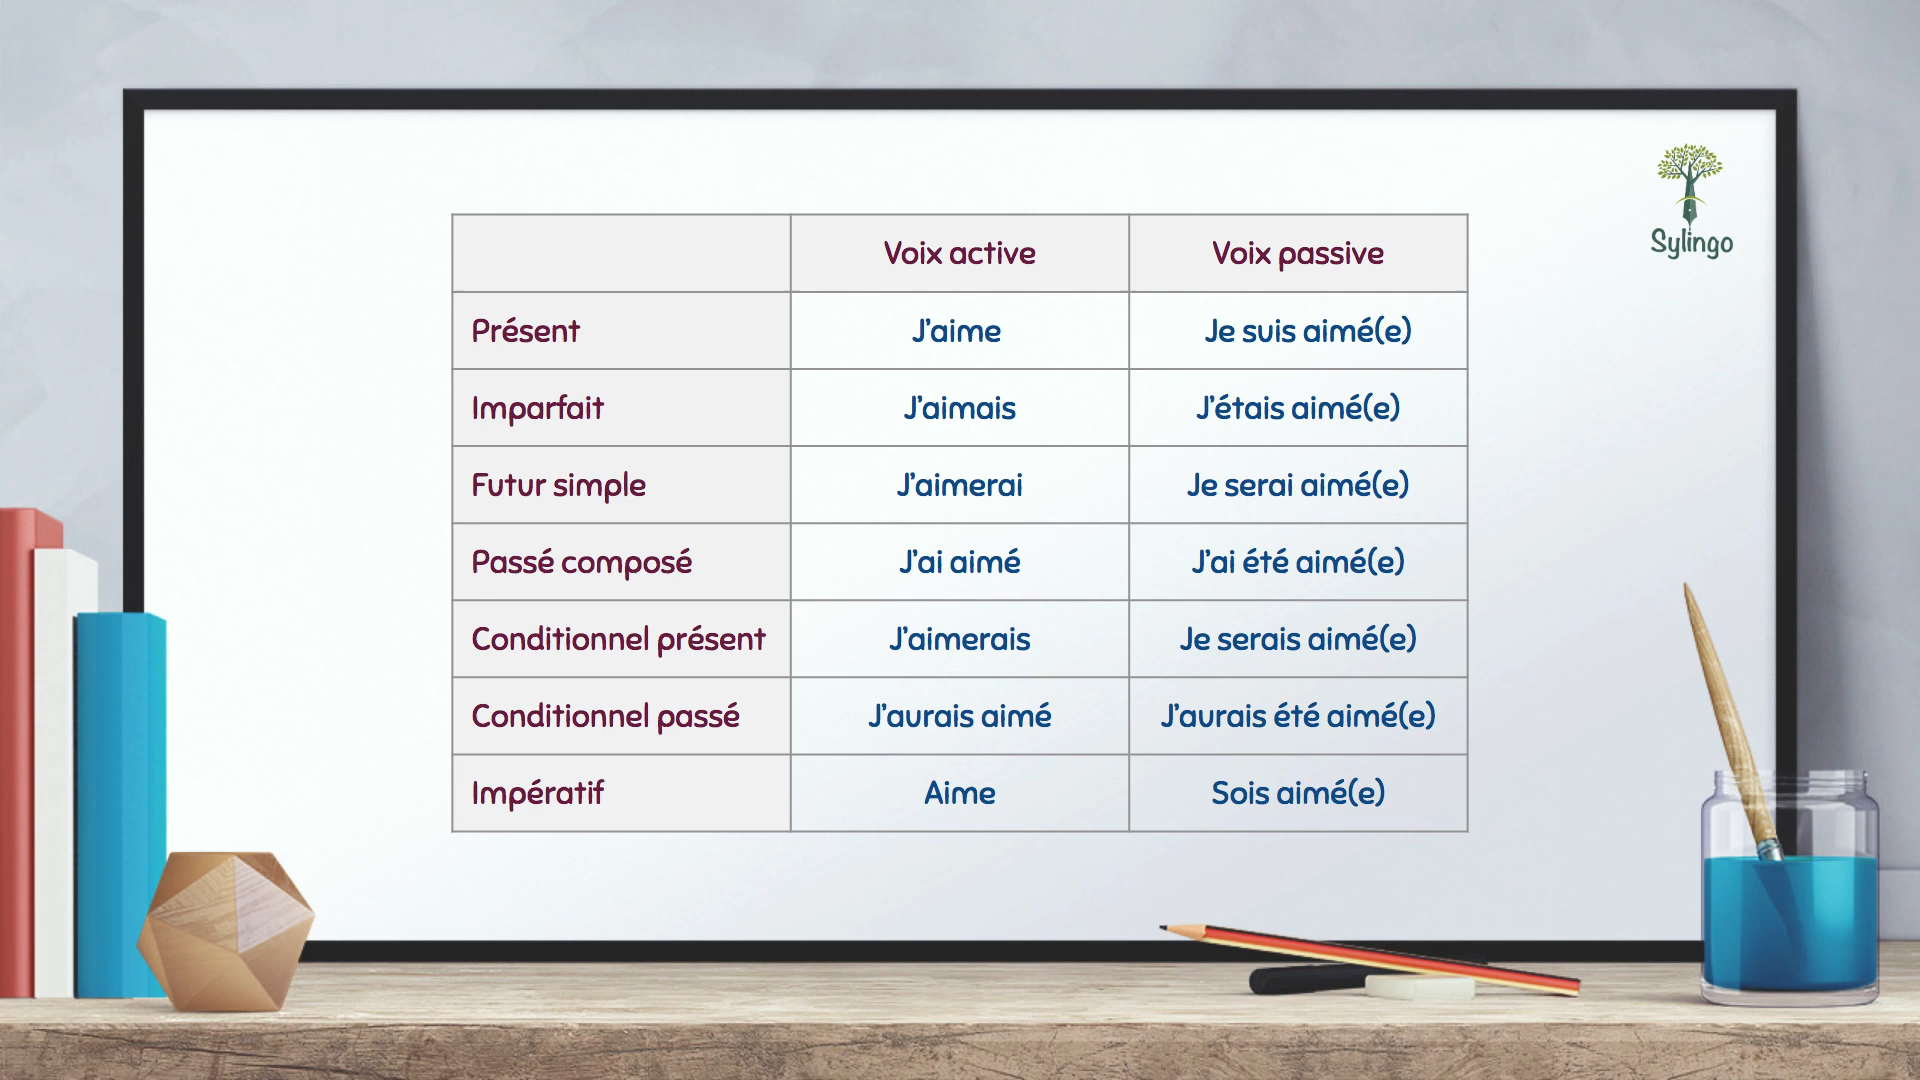 Sylingo
Voix active Voix passive
Présent J'aime Je suis aimé(e)
Imparfait J'aimais J'étais aimé(e)
Futur simple J'aimerai Je serai aimé(e)
Passé composé J'ai aimé J'ai été aimé(e)
Conditionnel présent J'aimerais Je serais aimé(e)
Conditionnel passé J'aurais aimé J'aurais été aimé(e)
Impératif Aime Sois aimé(e)